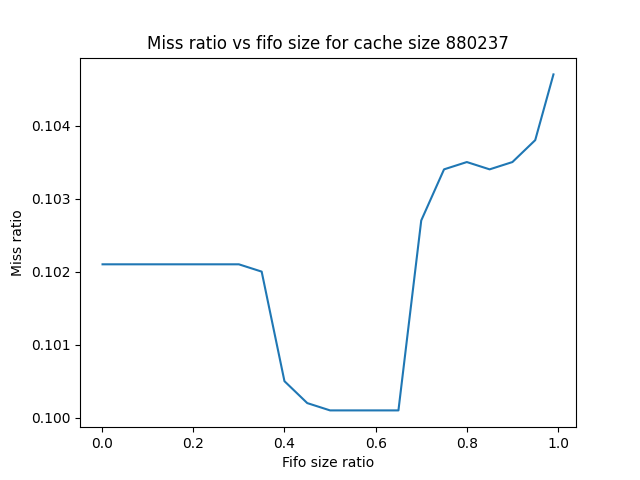 Miss ratio vs fifo size for cache size 880237
0.104
0.103
0.102
0.101
0.100
Miss ratio
0.0 0.2 0.4 0.6 0.8 1.0
Fifo size ratio